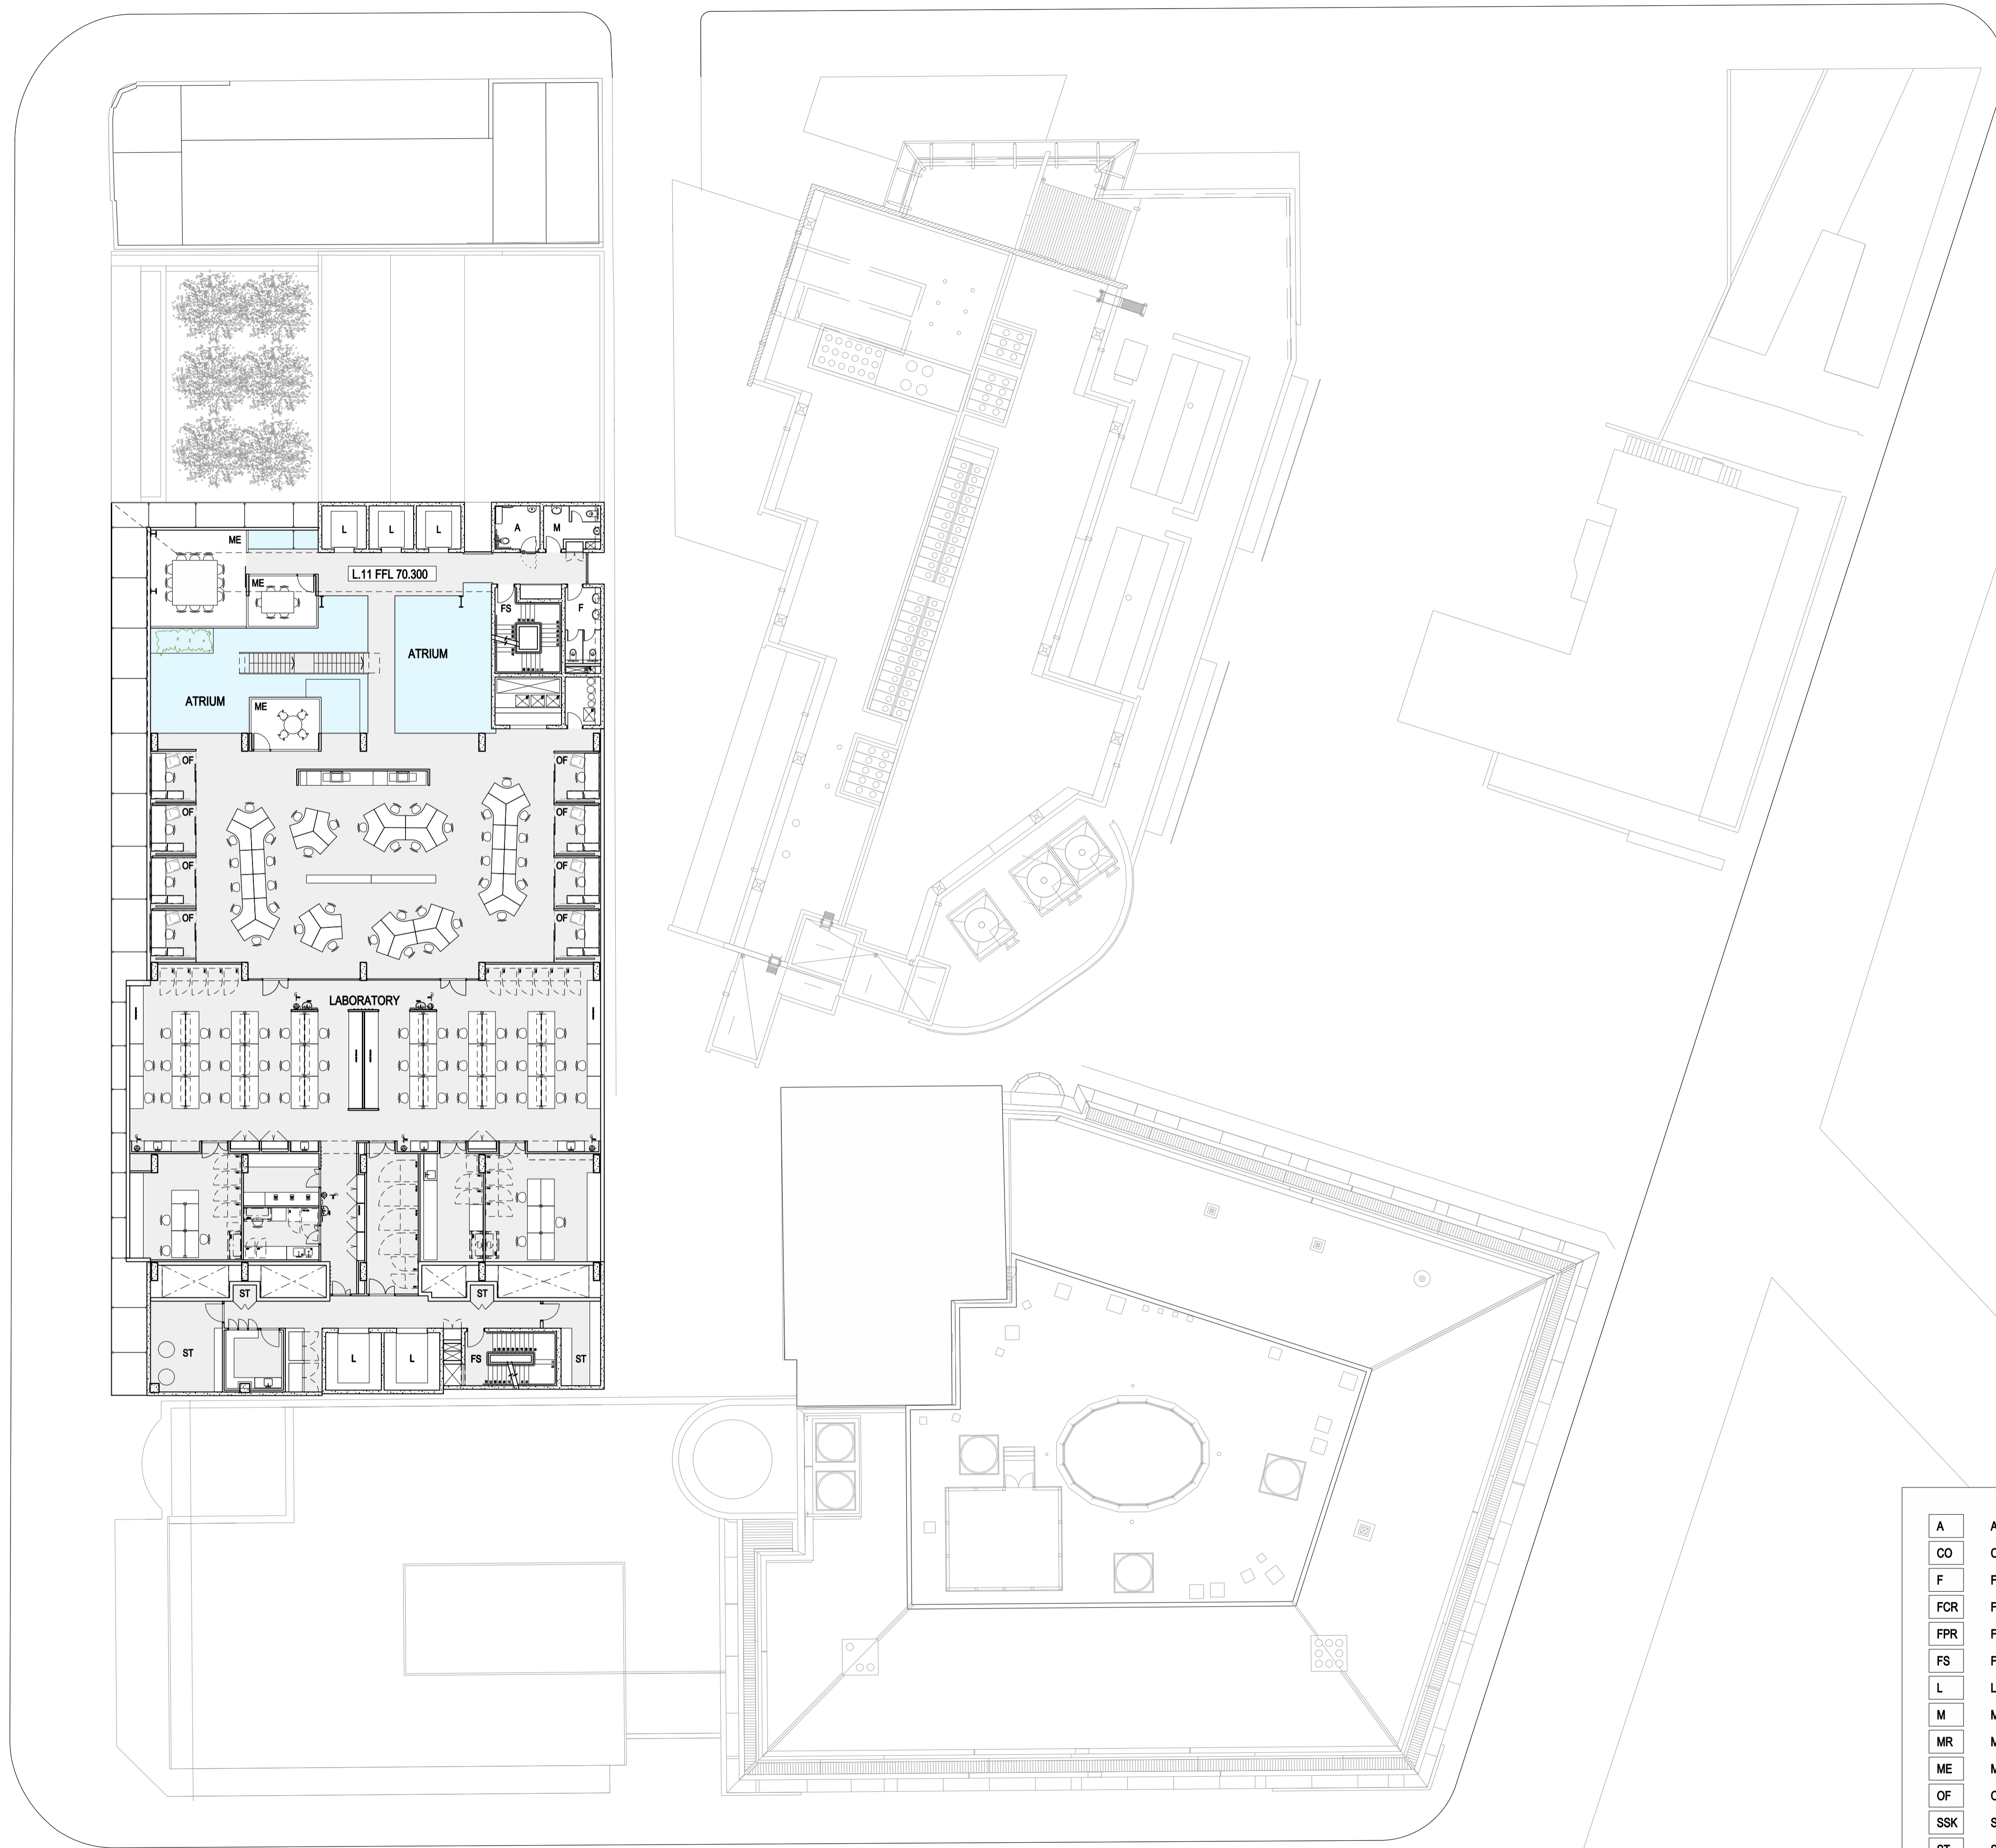 L L L A M
ME
L.11 FFL 70.300
ME
FS F
ATRIUM
ATRIUM
ME
OF OF
OF OF
OF OF
OF OF
LABORATORY
ST ST
ST L L FS ST
A A
CO C
F F
FCR F
FPR F
FS F
L L
M M
MR M
ME M
OF O
SSK S
ST S